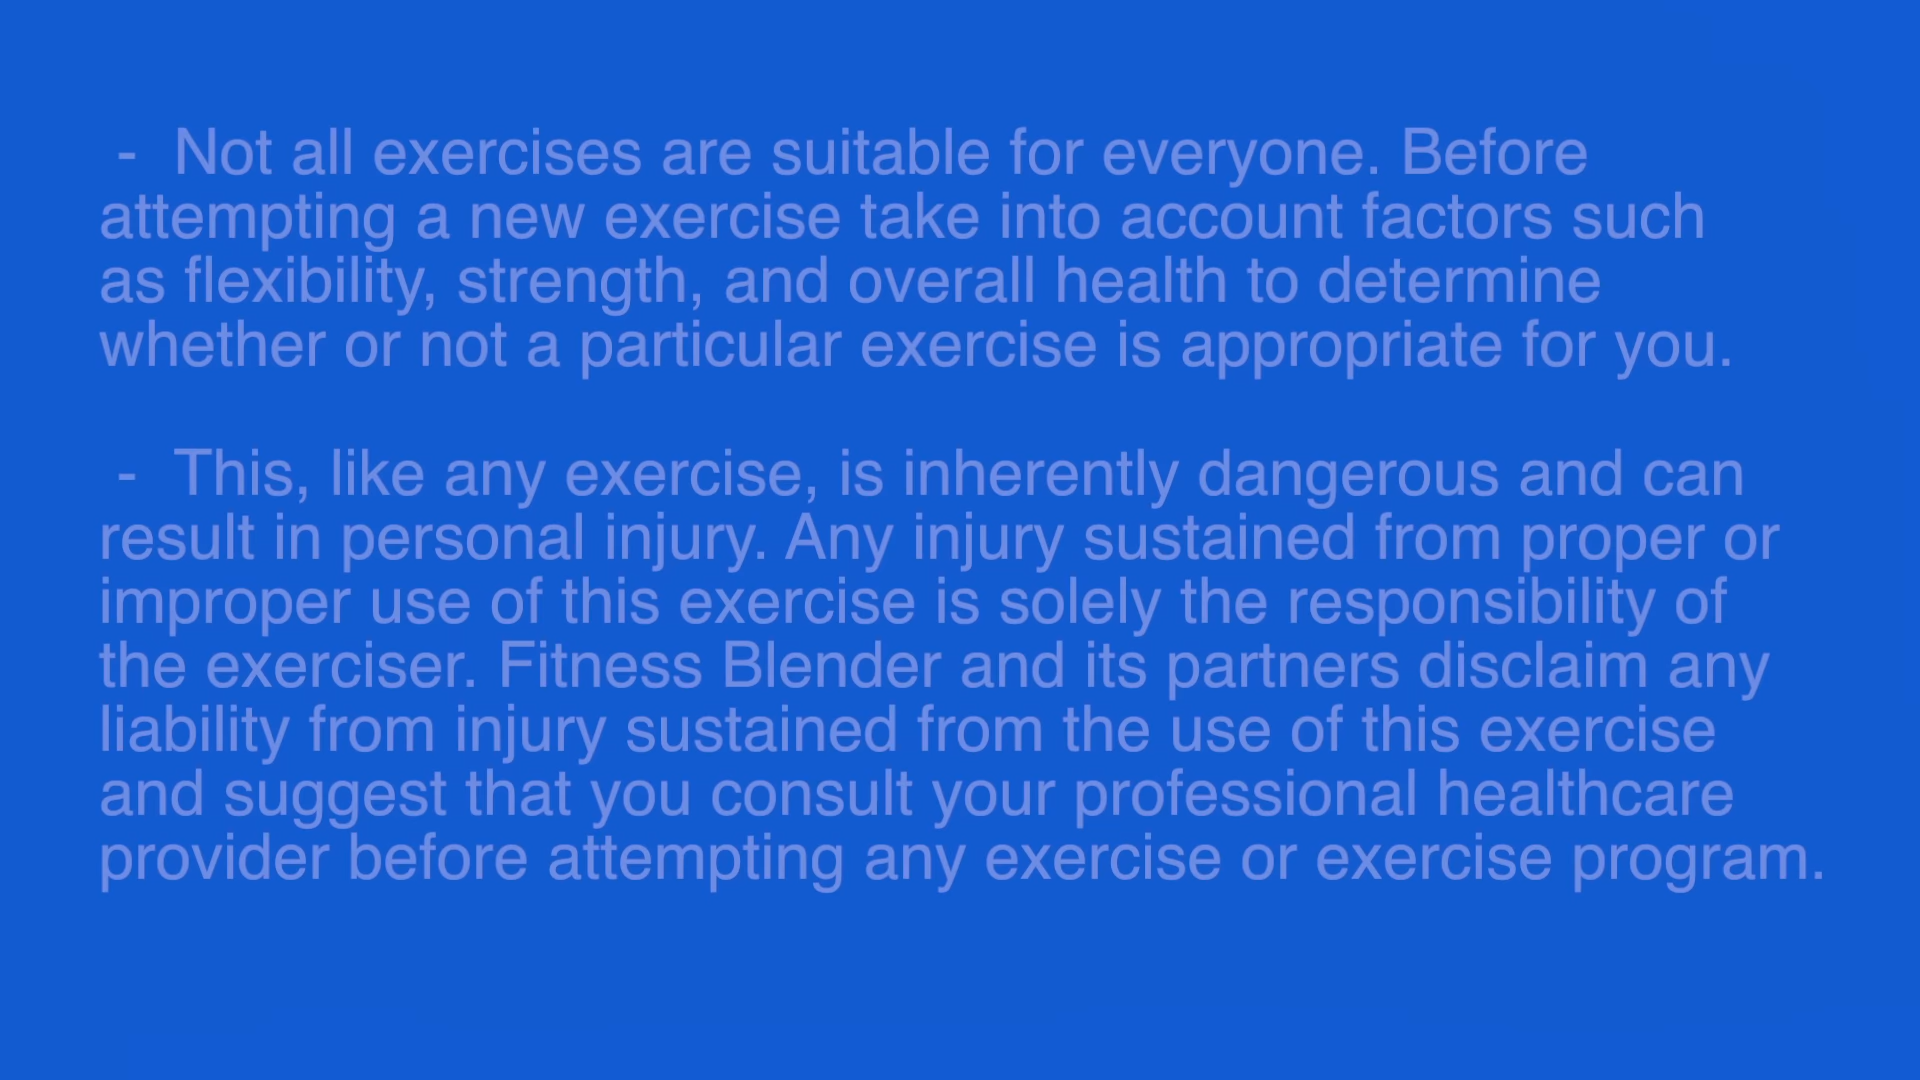 - Not all exercises are suitable for everyone. Before
attempting a new exercise take into account factors such
as flexibility, strength, and overall health to determine
whether or not a particular exercise is appropriate for you.
- This, like any exercise, is inherently dangerous and can
result in personal injury. Any injury sustained from proper or
improper use of this exercise is solely the responsibility of
the exerciser. Fitness Blender and its partners disclaim any
liability from injury sustained from the use of this exercise
and suggest that you consult your professional healthcare
provider before attempting any exercise or exercise program.